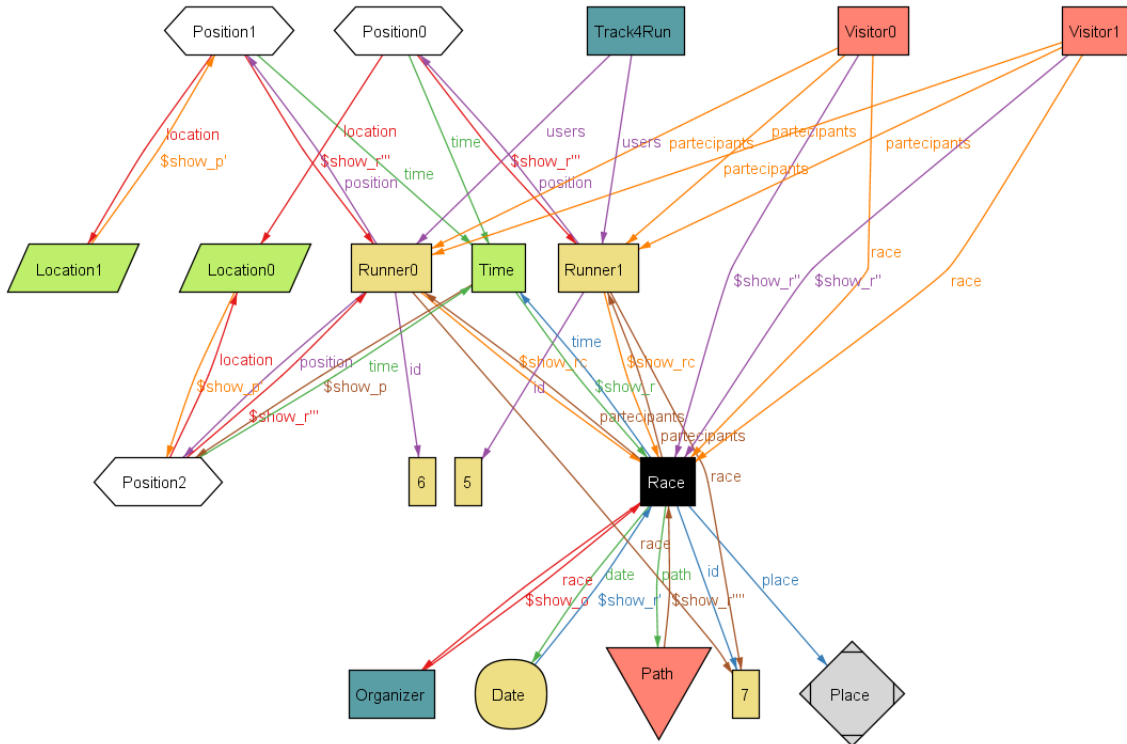 Position1
Position0
Track4Run
Visitor0
Visitor1
location
$show_p'
location
time
users
users
partecipants
partecipants
partecipants
partecipants
$show_r'''
position
time
$show_r'''
position
Location1
Location0
Runner0
Time
Runner1
race
race
$show_r''
$show_r''
location
$show_p
position
time
$show_r'''
$show_p
id
time
$show_rc
$show_r
id
$show_rc
partecipants
partecipants
race
Position2
6
5
Race
race
race
$show_o
date
$show_r'
path
$show_r''''
id
place
Organizer
Date
Path
7
Place